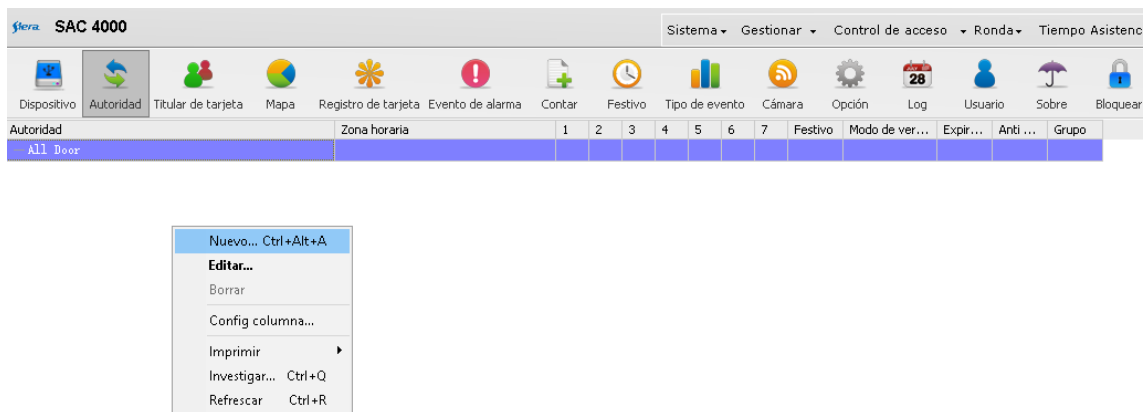 fiera SAC 4000
Sistema Gestionar Control de acceso Ronda Tiempo Asistenc
Dispositivo Autoridad Titular de tarjeta Mapa Registro de tarjeta Evento de alarma Contar Festivo Tipo de evento Cámara Opción Log Usuario Sobre Bloquear
28
Autoridad Zona horaria 1 2 3 4 5 6 7 Festivo Modo de ver... Expir... Anti ... Grupo
All Door
Nuevo... Ctrl+Alt+A
Editar...
Borrar
Config columna...
Imprimir
Investigar... Ctrl+Q
Refrescar Ctrl+R